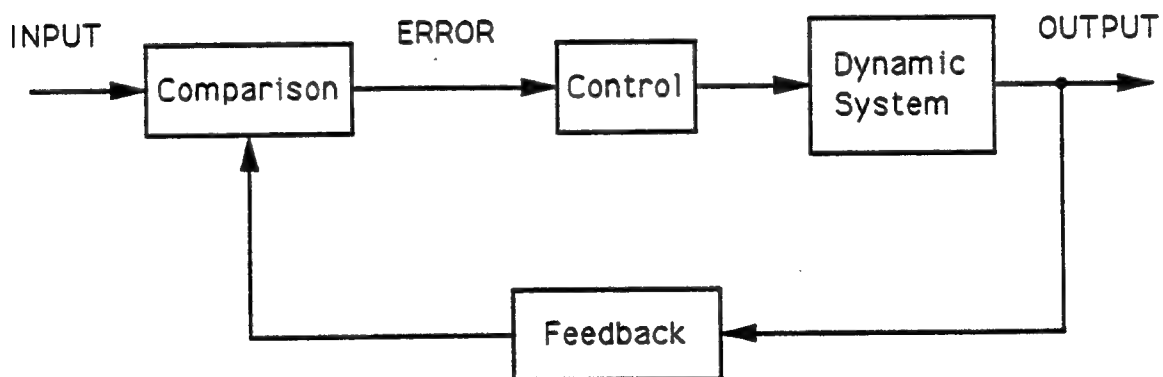 INPUT
ERROR
OUTPUT
Comparison
Control
Dynamic
System
Feedback